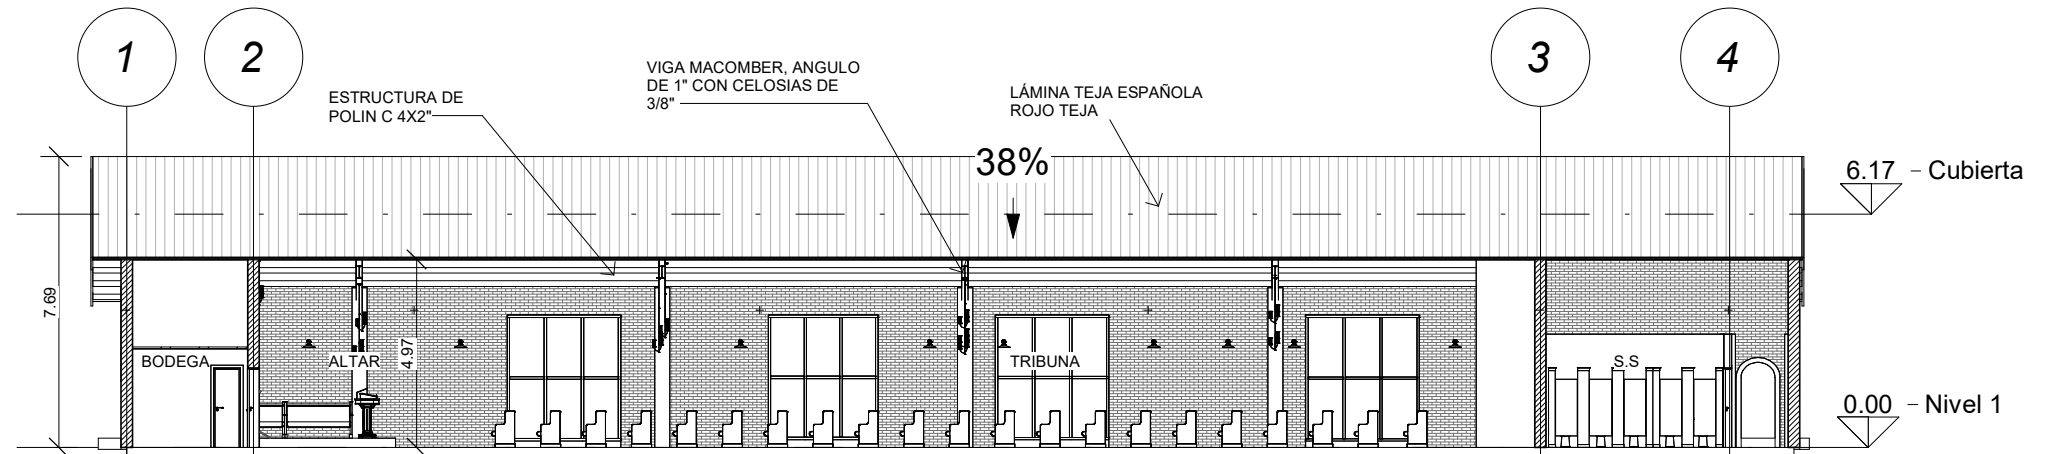 1
2
3
4
ESTRUCTURA DE
POLIN C 4X2"
VIGA MACOMBER, ANGULO
DE 1" CON CELOSIAS DE
3/8"
LÁMINA TEJA ESPAÑOLA
ROJO TEJA
38%
6.17 - Cubierta
7.69
4.97
BODEGA
ALTAR
TRIBUNA
S.S
0.00 - Nivel 1